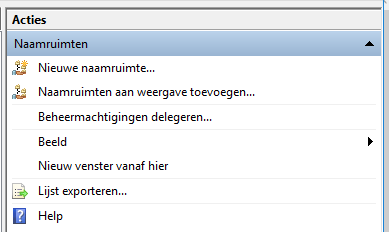 Acties
Naamruimten
Nieuwe naamruimte...
Naamruimten aan weergave toevoegen...
Beheermachtigingen delegeren...
Beeld
Nieuw venster vanaf hier
Lijst exporteren...
Help